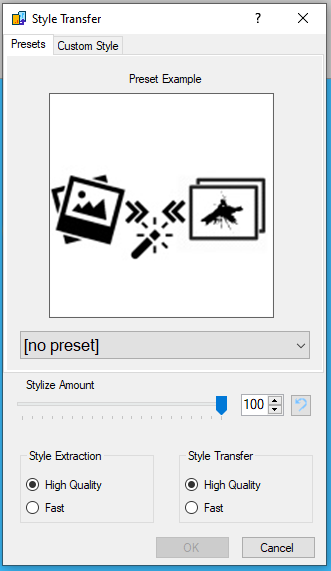 Style Transfer
Presets Custom Style
Preset Example
[no preset]
Stylize Amount
100
Style Extraction
High Quality
Fast
Style Transfer
High Quality
Fast
OK Cancel